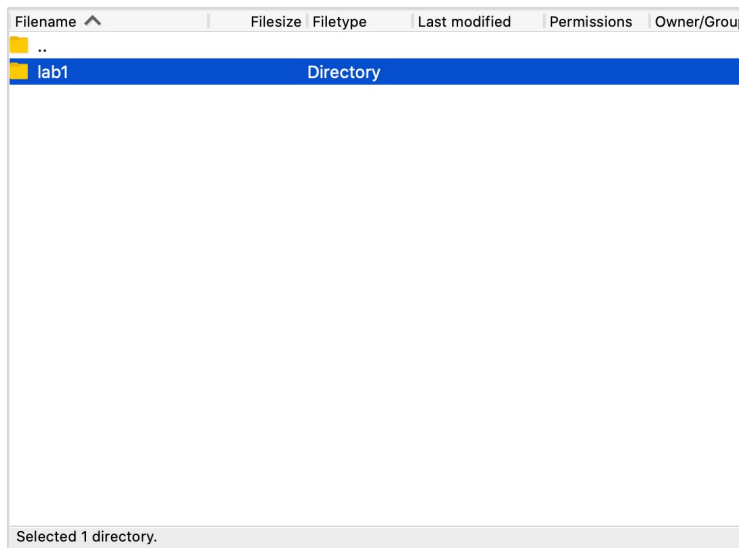 Filename Filesize Filetype Last modified Permissions Owner/Grou
..
lab1 Directory
Selected 1 directory.